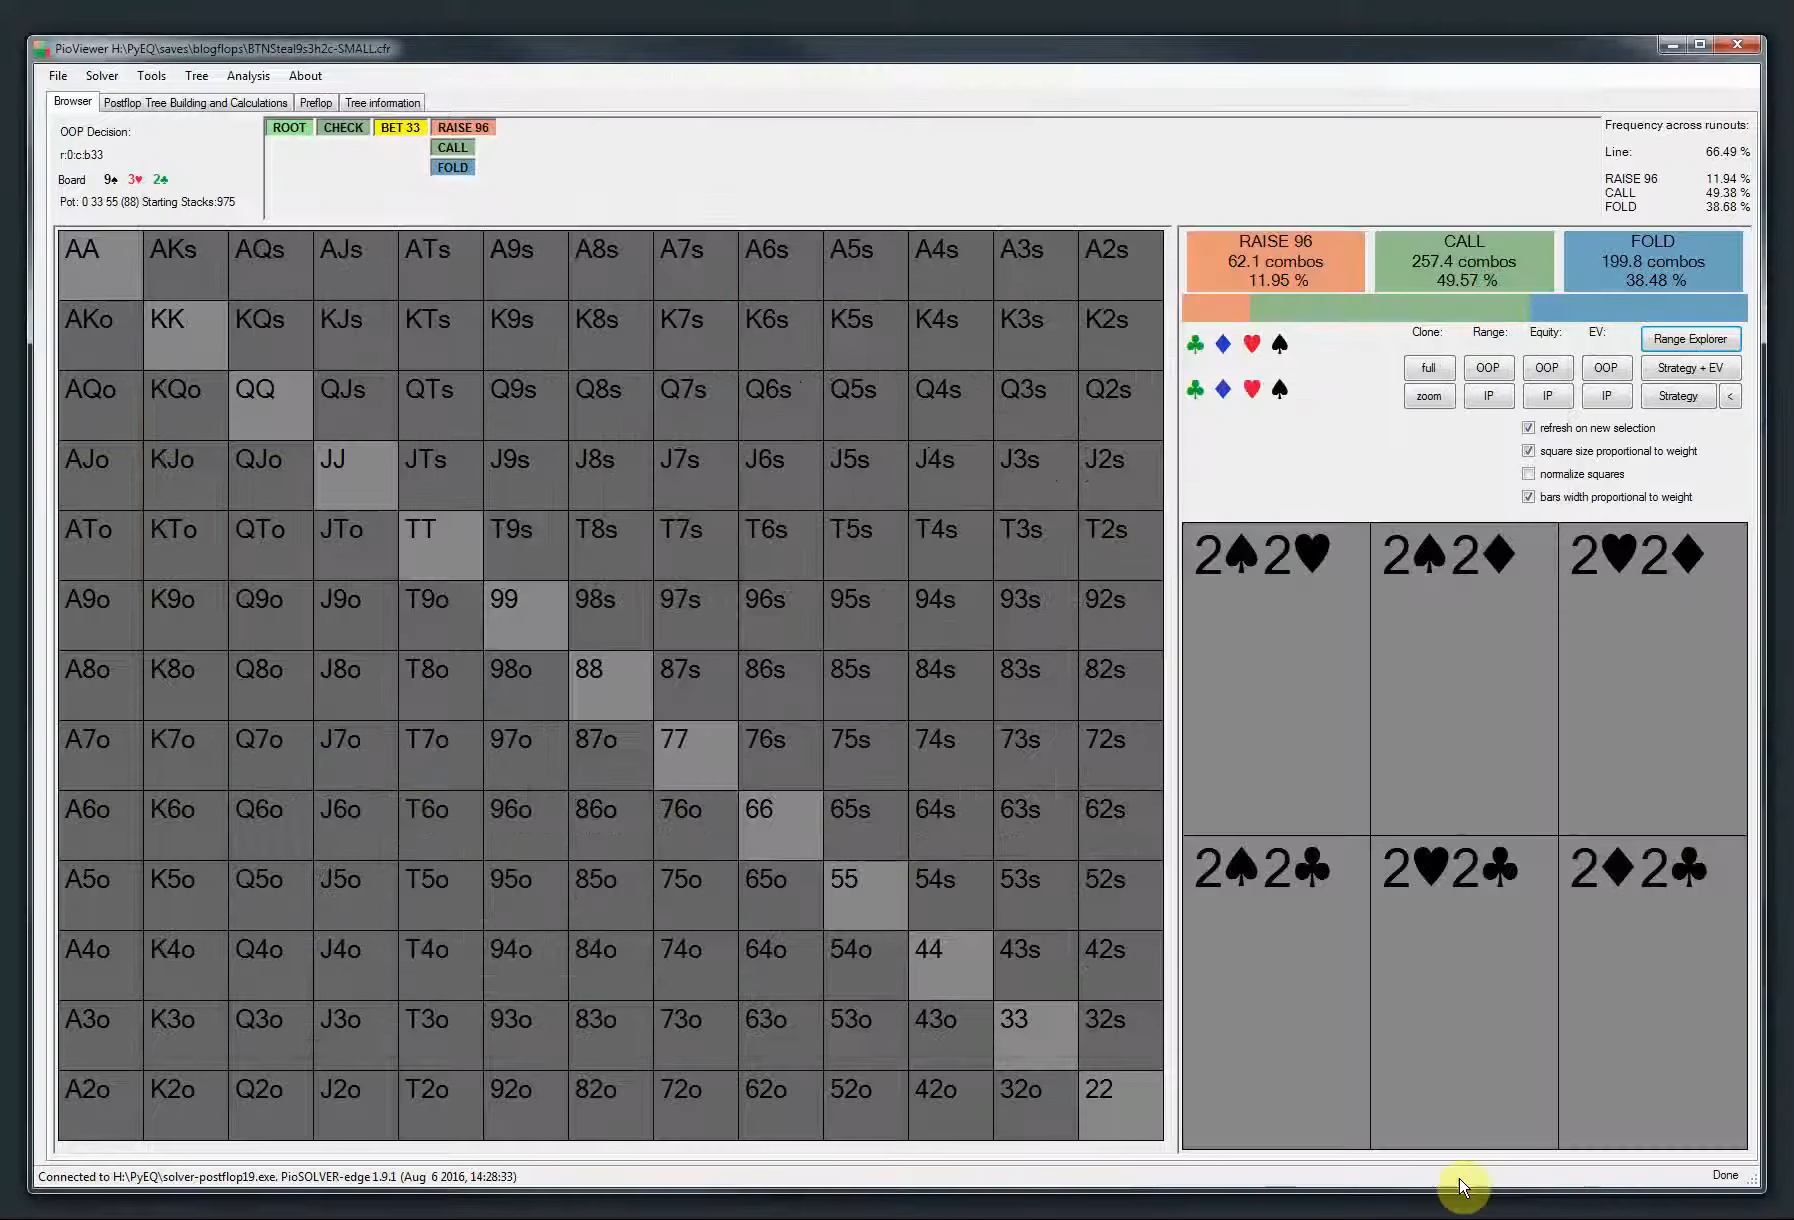 PioViewer H:\PyEQ\saves\blogflops\BTNSteal9s3h2c-SMALL.cfr
File Solver Tools Tree Analysis About
Browser Postflop Tree Building and Calculations Preflop Tree information
OOP Decision:
r:0:c:b33
Board 9♠ 3♥ 2♣
Pot: 0 33 55 (88) Starting Stacks:975
ROOT CHECK BET 33 RAISE 96
CALL
FOLD
Frequency across runouts:
Line: 66.49 %
RAISE 96 11.94 %
CALL 49.38 %
FOLD 38.68 %
AA AKs AQs AJs ATs A9s A8s A7s A6s A5s A4s A3s A2s
AKo KK KQs KJs KTs K9s K8s K7s K6s K5s K4s K3s K2s
AQo KQo QQ QJs QTs Q9s Q8s Q7s Q6s Q5s Q4s Q3s Q2s
AJo KJo QJo JJ JTs J9s J8s J7s J6s J5s J4s J3s J2s
ATo KTo QTo JTo TT T9s T8s T7s T6s T5s T4s T3s T2s
A9o K9o Q9o J9o T9o 99 98s 97s 96s 95s 94s 93s 92s
A8o K8o Q8o J8o T8o 98o 88 87s 86s 85s 84s 83s 82s
A7o K7o Q7o J7o T7o 97o 87o 77 76s 75s 74s 73s 72s
A6o K6o Q6o J6o T6o 96o 86o 76o 66 65s 64s 63s 62s
A5o K5o Q5o J5o T5o 95o 85o 75o 65o 55 54s 53s 52s
A4o K4o Q4o J4o T4o 94o 84o 74o 64o 54o 44 43s 42s
A3o K3o Q3o J3o T3o 93o 83o 73o 63o 53o 43o 33 32s
A2o K2o Q2o J2o T2o 92o 82o 72o 62o 52o 42o 32o 22
RAISE 96 CALL FOLD
62.1 combos 257.4 combos 199.8 combos
11.95 % 49.57 % 38.48 %
♣ ♦ ♥ ♠
♣ ♦ ♥ ♠
Clone: Range: Equity: EV: Range Explorer
full OOP OOP OOP Strategy + EV
zoom IP IP IP Strategy <
refresh on new selection
square size proportional to weight
normalize squares
bars width proportional to weight
2♠2♥ 2♠2♦ 2♥2♦
2♠2♣ 2♥2♣ 2♦2♣
Connected to H:\PyEQ\solver-postflop19.exe. PioSOLVER-edge 1.9.1 (Aug 6 2016, 14:28:33)
Done